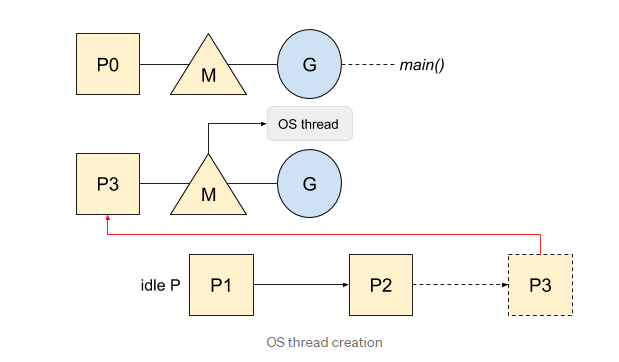 P0
M
G
main()
OS thread
P3
M
G
idle P
P1
P2
P3
OS thread creation